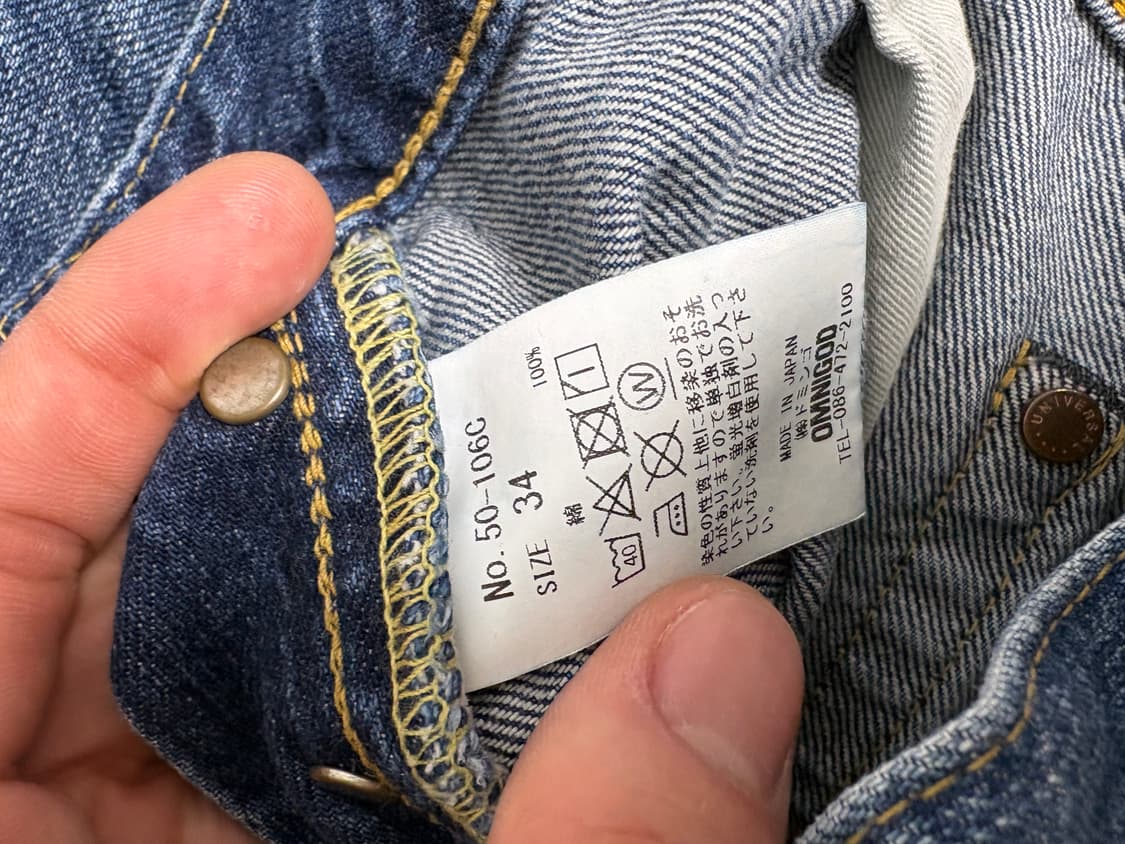 No. 50-106C
SIZE 34
綿 100%
40
W
染色の性質上他に移染のおそ
れがありますので単独でお洗
い下さい。蛍光増白剤の入っ
ていない洗剤を使用して下さ
い。
MADE IN JAPAN
㈱ドミンゴ
OMNIGOD
TEL-086-472-2100
UNIVERSAL